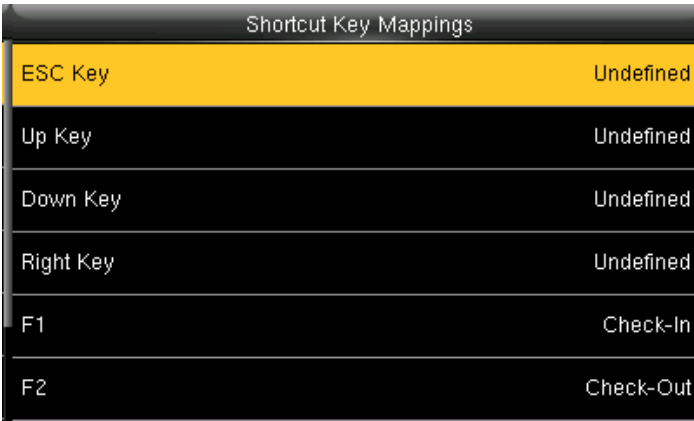 Shortcut Key Mappings
ESC Key Undefined
Up Key Undefined
Down Key Undefined
Right Key Undefined
F1 Check-In
F2 Check-Out